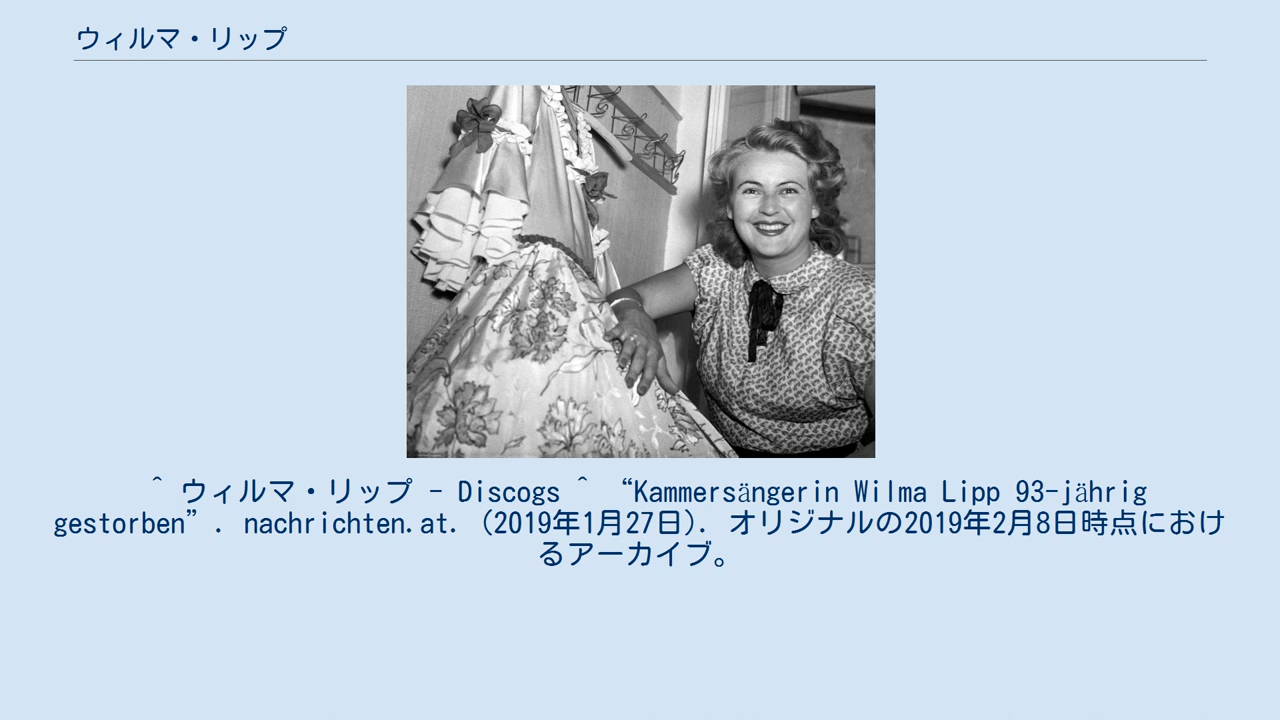 ウィルマ・リップ
^ ウィルマ・リップ - Discogs ^ “Kammersängerin Wilma Lipp 93-jährig
gestorben”. nachrichten.at. (2019年1月27日). オリジナルの2019年2月8日時点におけ
るアーカイブ。